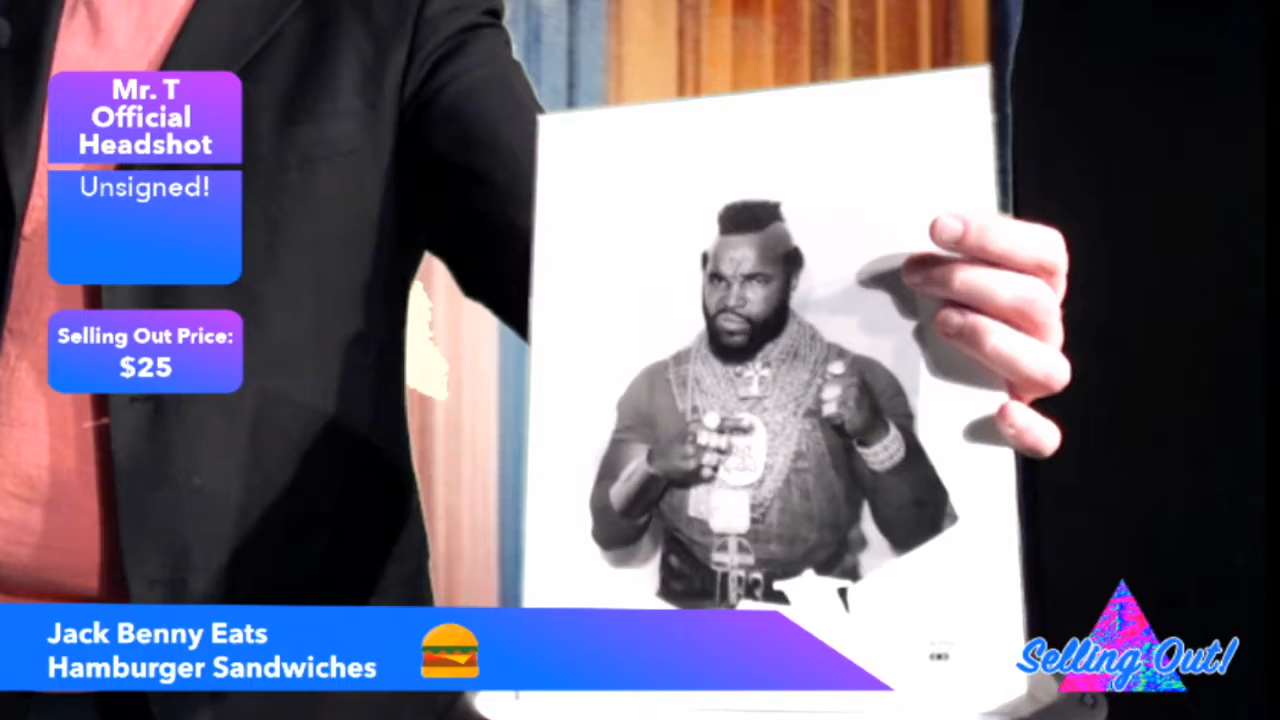 Mr. T
Official
Headshot
Unsigned!
Selling Out Price:
$25
Jack Benny Eats
Hamburger Sandwiches
Selling Out!